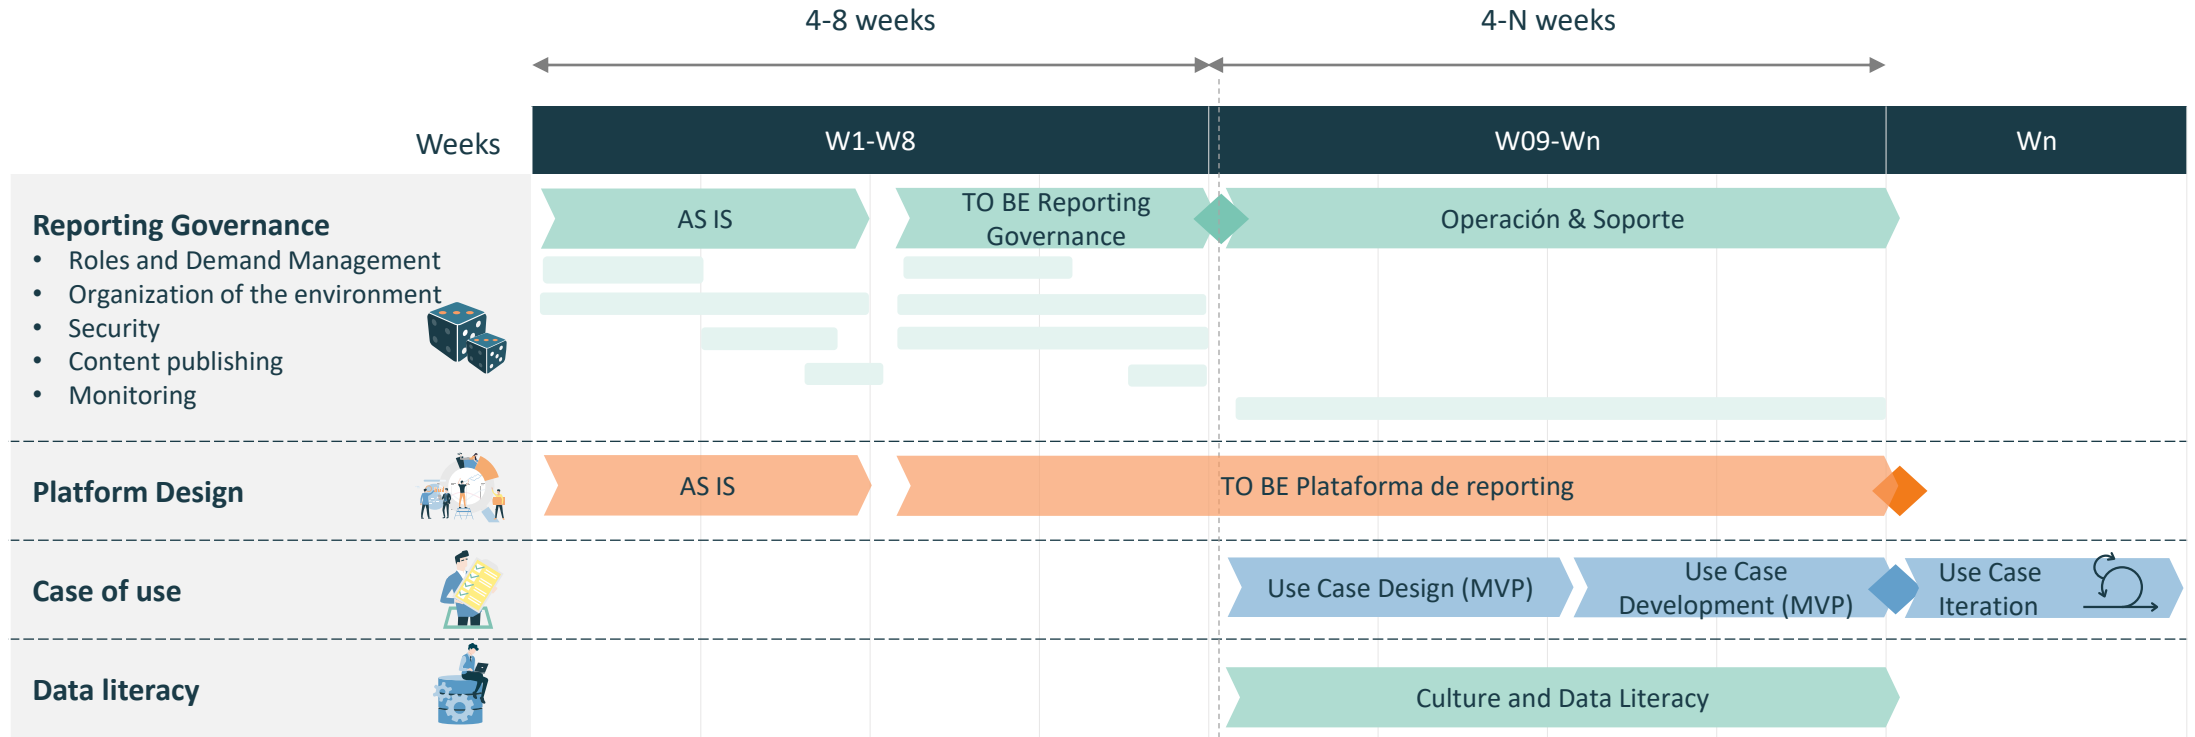 4-8 weeks
4-N weeks
Weeks
W1-W8
W09-Wn
Wn
Reporting Governance
• Roles and Demand Management
• Organization of the environment
• Security
• Content publishing
• Monitoring
AS IS
TO BE Reporting
Governance
Operación & Soporte
Platform Design
AS IS
TO BE Plataforma de reporting
Case of use
Use Case Design (MVP)
Use Case
Development (MVP)
Use Case
Iteration
Data literacy
Culture and Data Literacy